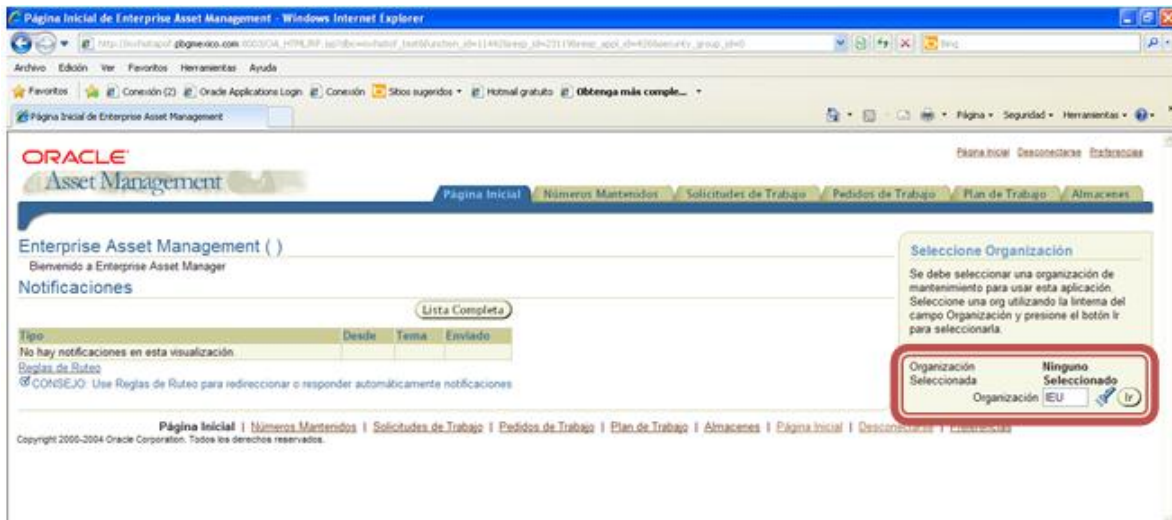 Página Inicial de Enterprise Asset Management - Windows Internet Explorer
pbgmexico.com
Bing
Archivo Edición Ver Favoritos Herramientas Ayuda
Favoritos Conexión (2) Oracle Applications Login Conexión Sitios sugeridos Hotmail gratuito Obtenga más comple...
Página Inicial de Enterprise Asset Management Página Seguridad Herramientas
ORACLE
Página Inicial Desconectarse Preferencias
Asset Management
Página Inicial Números Mantenidos Solicitudes de Trabajo Pedidos de Trabajo Plan de Trabajo Almacenes
Enterprise Asset Management ( )
Bienvenido a Enterprise Asset Manager
Notificaciones
Lista Completa
Tipo Desde Tema Enviado
No hay notificaciones en esta visualización.
Reglas de Ruteo
CONSEJO: Use Reglas de Ruteo para redireccionar o responder automáticamente notificaciones
Seleccione Organización
Se debe seleccionar una organización de
mantenimiento para usar esta aplicación.
Seleccione una org utilizando la linterna del
campo Organización y presione el botón Ir
para seleccionarla.
Organización Ninguno
Seleccionada Seleccionado
Organización IEU Ir
Página Inicial | Números Mantenidos | Solicitudes de Trabajo | Pedidos de Trabajo | Plan de Trabajo | Almacenes | Página Inicial | Desconectarse | Preferencias
Copyright 2000-2004 Oracle Corporation. Todos los derechos reservados.